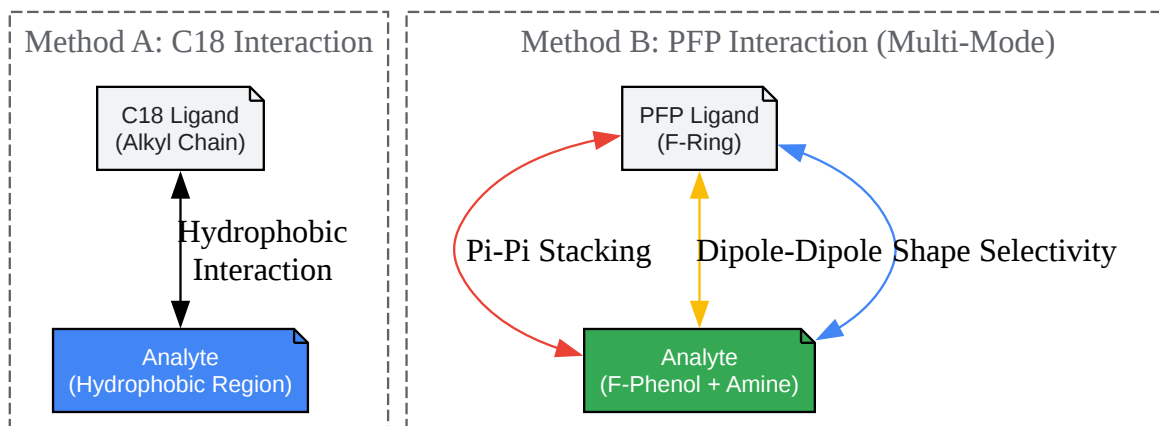 Method A: C18 Interaction
C18 Ligand
(Alkyl Chain)
Hydrophobic
Interaction
Analyte
(Hydrophobic Region)
Method B: PFP Interaction (Multi-Mode)
PFP Ligand
(F-Ring)
Pi-Pi Stacking
Dipole-Dipole
Shape Selectivity
Analyte
(F-Phenol + Amine)